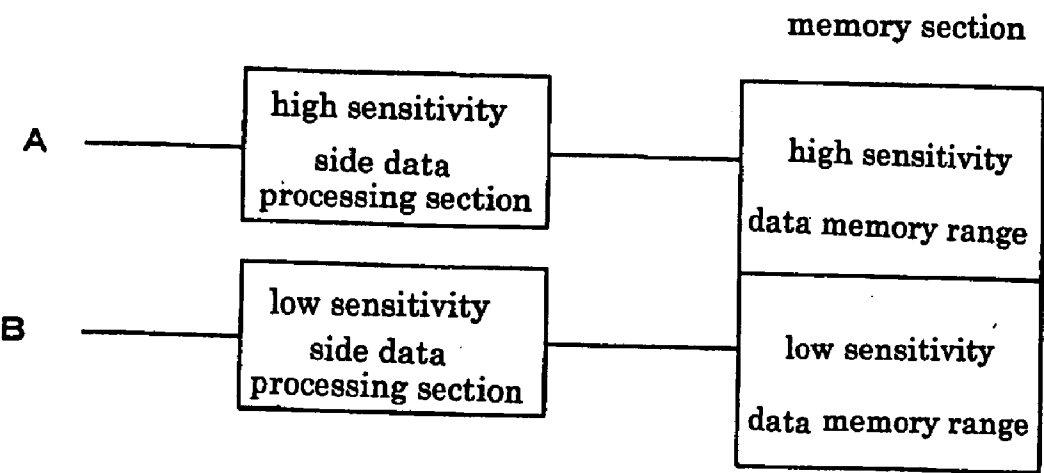 memory section
A
high sensitivity
side data
processing section
high sensitivity
data memory range
B
low sensitivity
side data
processing section
low sensitivity
data memory range